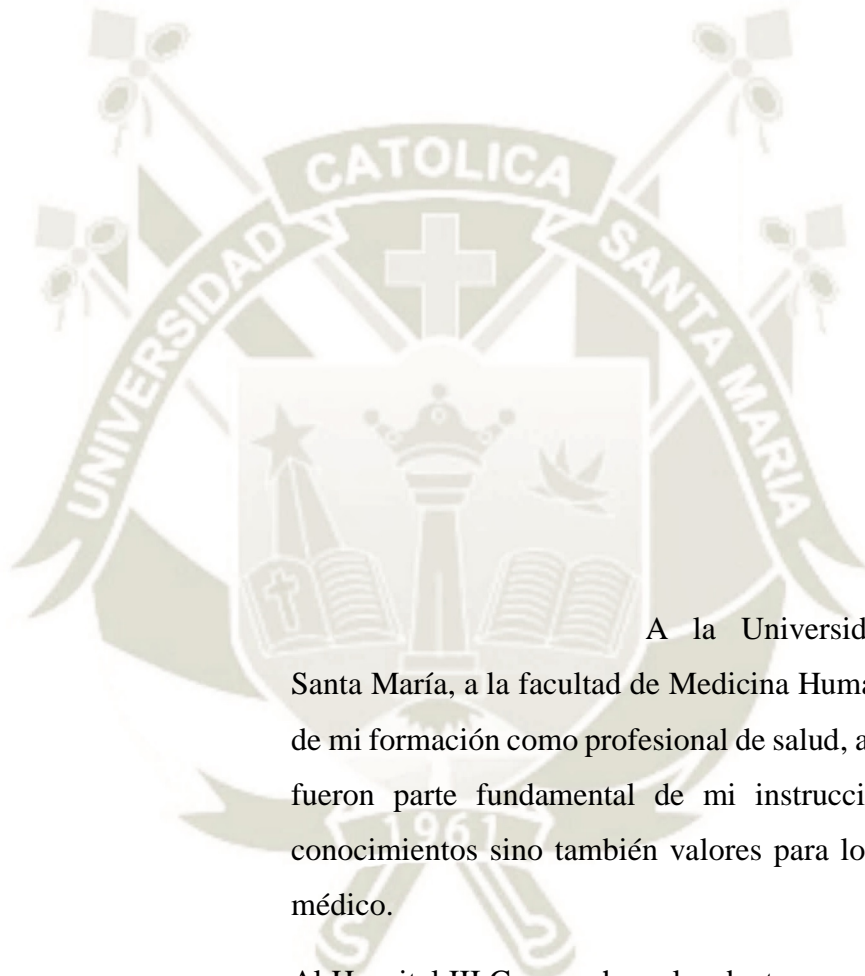 UNIVERSIDAD CATOLICA SANTA MARIA
A la Universid
Santa María, a la facultad de Medicina Huma
de mi formación como profesional de salud, a
fueron parte fundamental de mi instrucci
conocimientos sino también valores para lo
médico.
1961